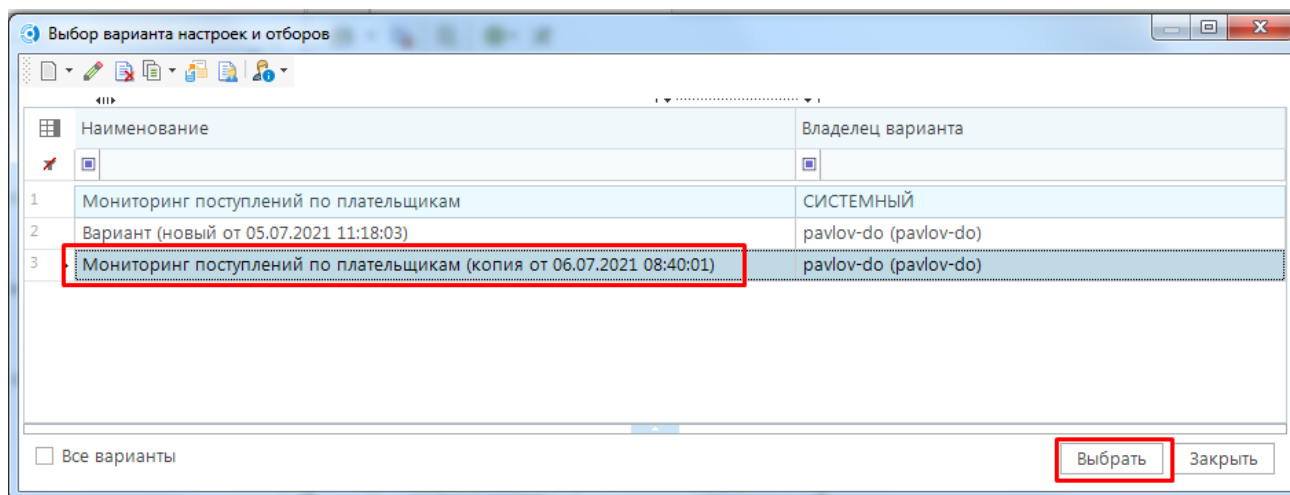 Выбор варианта настроек и отборов
Наименование Владелец варианта
1 Мониторинг поступлений по плательщикам СИСТЕМНЫЙ
2 Вариант (новый от 05.07.2021 11:18:03) pavlov-do (pavlov-do)
3 Мониторинг поступлений по плательщикам (копия от 06.07.2021 08:40:01) pavlov-do (pavlov-do)
Все варианты Выбрать Закрыть